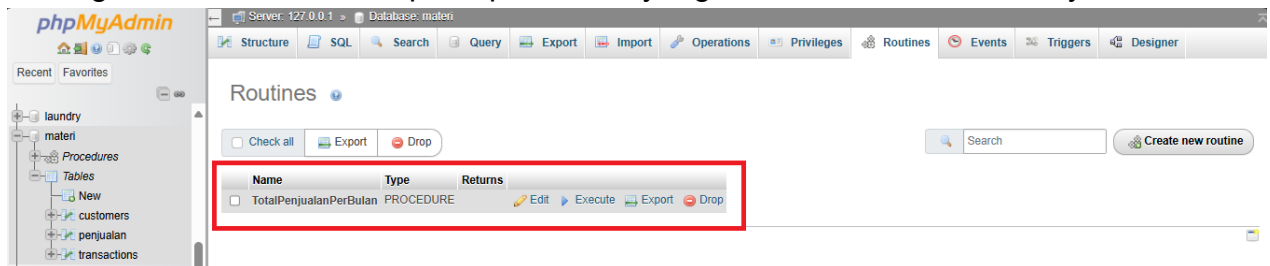 phpMyAdmin
Recent Favorites
laundry
materi
Procedures
Tables
New
customers
penjualan
transactions
Server: 127.0.0.1 » Database: materi
Structure SQL Search Query Export Import Operations Privileges Routines Events Triggers Designer
Routines
Check all Export Drop Search Create new routine
Name Type Returns
TotalPenjualanPerBulan PROCEDURE Edit Execute Export Drop